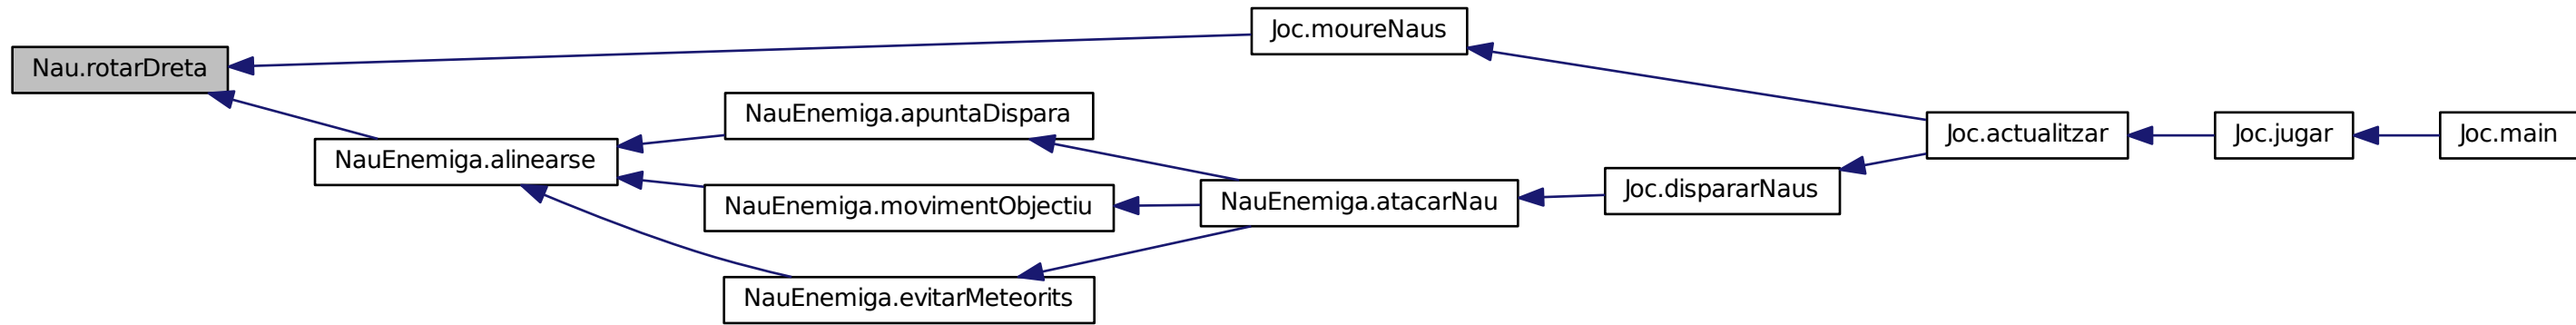 Nau.rotarDreta
Joc.moureNaus
NauEnemiga.alinearse
NauEnemiga.apuntaDispara
NauEnemiga.movimentObjectiu
NauEnemiga.evitarMeteorits
NauEnemiga.atacarNau
Joc.dispararNaus
Joc.actualitzar
Joc.jugar
Joc.main